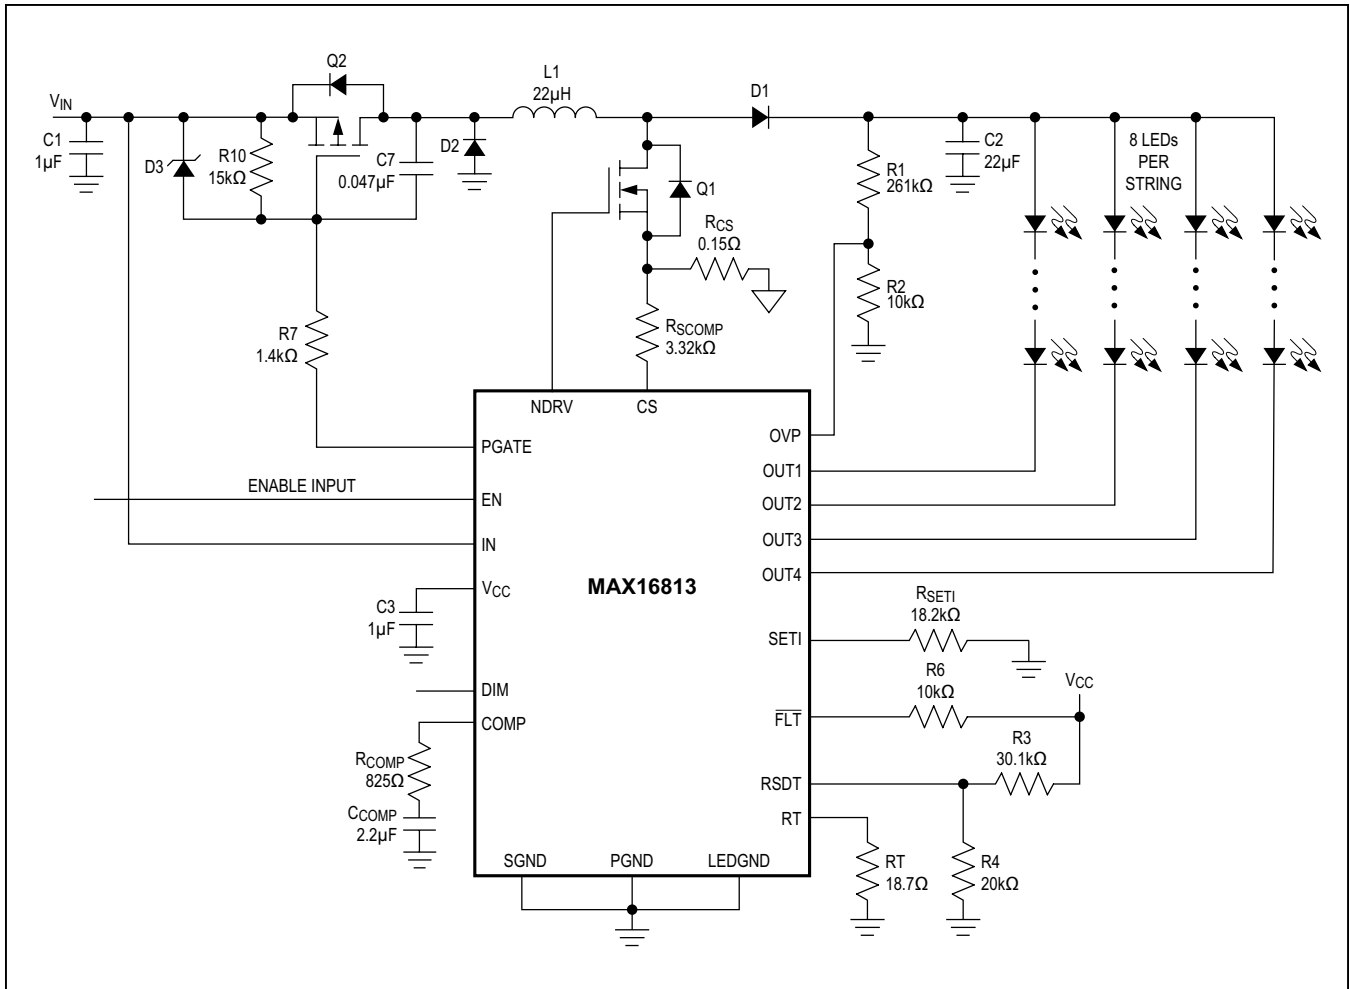 Q2
L1
22µH
D1
VIN
C1
1µF
D3
R10
15kΩ
C7
0.047µF
D2
Q1
RCS
0.15Ω
R1
261kΩ
C2
22µF
8 LEDs
PER
STRING
R2
10kΩ
R7
1.4kΩ
RSCOMP
3.32kΩ
NDRV
CS
OVP
PGATE
OUT1
ENABLE INPUT
EN
OUT2
IN
OUT3
OUT4
VCC
MAX16813
C3
1µF
RSETI
18.2kΩ
SETI
DIM
R6
10kΩ
VCC
COMP
FLT
RCOMP
825Ω
R3
30.1kΩ
RSDT
CCOMP
2.2µF
RT
SGND
PGND
LEDGND
RT
18.7Ω
R4
20kΩ